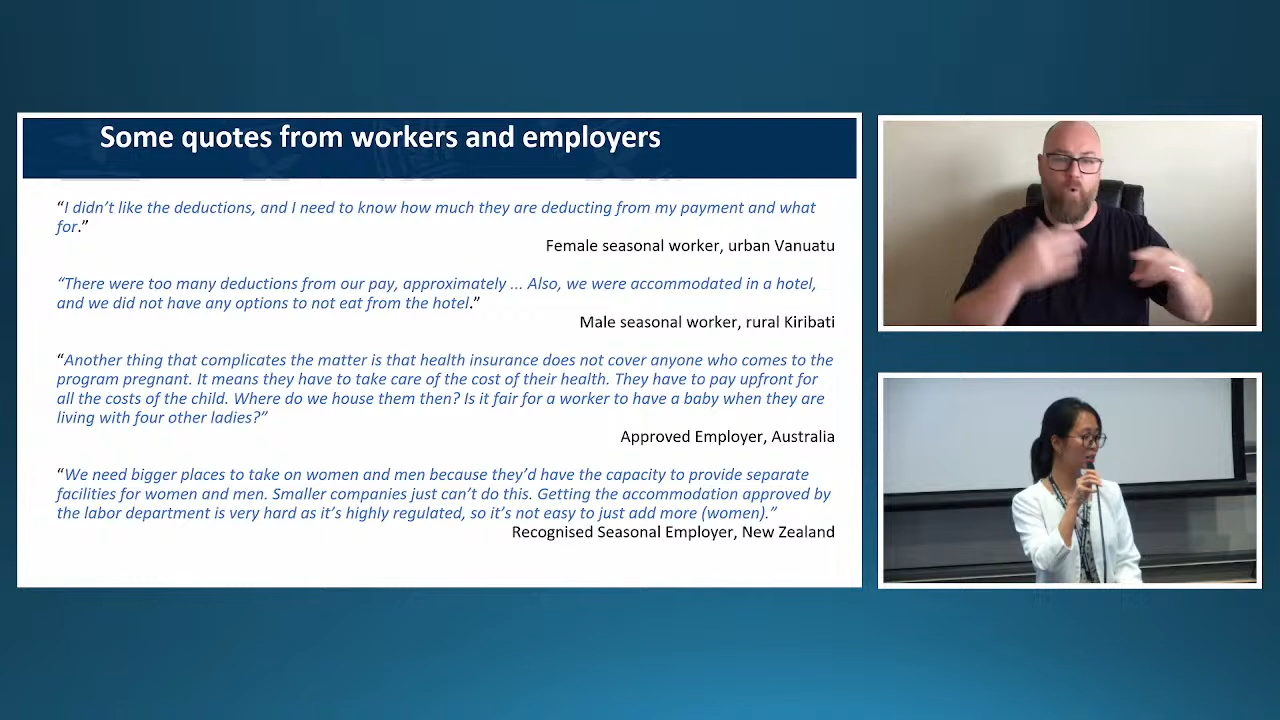 Some quotes from workers and employers
“I didn’t like the deductions, and I need to know how much they are deducting from my payment and what
for.”
Female seasonal worker, urban Vanuatu
“There were too many deductions from our pay, approximately ... Also, we were accommodated in a hotel,
and we did not have any options to not eat from the hotel.”
Male seasonal worker, rural Kiribati
“Another thing that complicates the matter is that health insurance does not cover anyone who comes to the
program pregnant. It means they have to take care of the cost of their health. They have to pay upfront for
all the costs of the child. Where do we house them then? Is it fair for a worker to have a baby when they are
living with four other ladies?”
Approved Employer, Australia
“We need bigger places to take on women and men because they’d have the capacity to provide separate
facilities for women and men. Smaller companies just can’t do this. Getting the accommodation approved by
the labor department is very hard as it’s highly regulated, so it’s not easy to just add more (women).”
Recognised Seasonal Employer, New Zealand